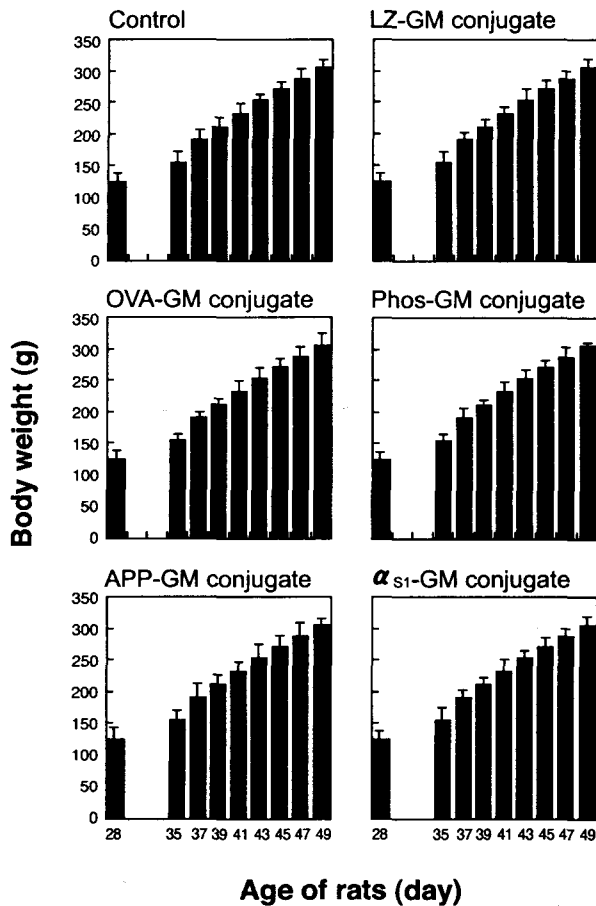 Control
LZ-GM conjugate
350
300
250
200
150
100
50
0
OVA-GM conjugate
Phos-GM conjugate
350
300
250
200
150
100
50
0
APP-GM conjugate
αS1-GM conjugate
350
300
250
200
150
100
50
0
28 35 37 39 41 43 45 47 49
28 35 37 39 41 43 45 47 49
Body weight (g)
Age of rats (day)